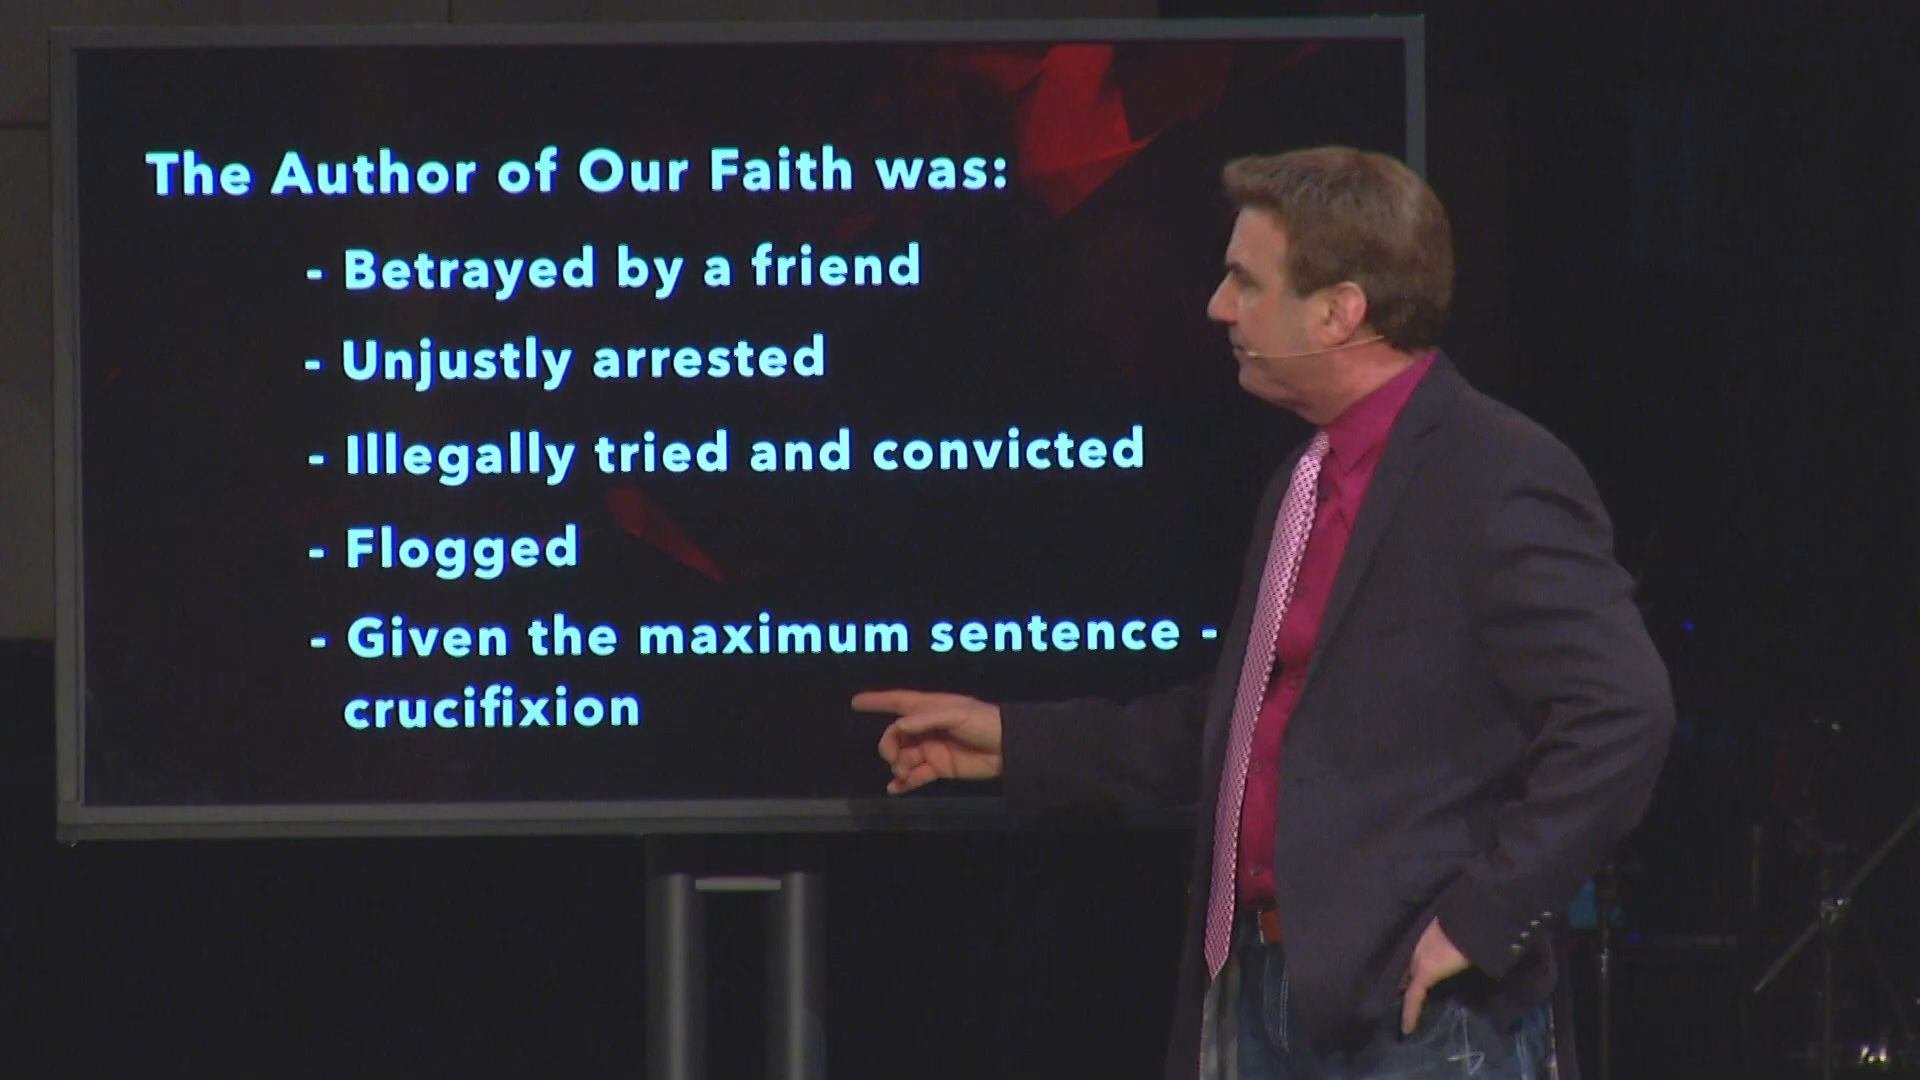 The Author of Our Faith was:
- Betrayed by a friend
- Unjustly arrested
- Illegally tried and convicted
- Flogged
- Given the maximum sentence -
crucifixion